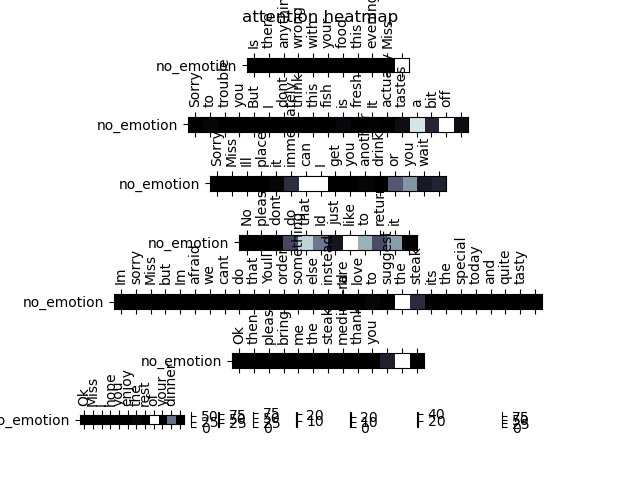 attention heatmap
Is there anything wrong with your food this evening Miss
no_emotion
Sorry to trouble you But I dont think this fish is fresh It actually tastes a bit off
no_emotion
Sorry Miss Ill place it immediately can I get you another drink or you wait
no_emotion
No please dont do that Id just like to return it
no_emotion
Im sorry Miss but Im afraid we cant do that Youll order something else instead love to suggest the steak its the special today and quite tasty
no_emotion
Ok then please bring me the steak thank you
no_emotion
Ok Miss I hope you enjoy the rest of your dinner
o_emotion
50 25 0
75 50 25
75 50 25 0
20 10
20 10 0
40 20
75 50 25 0